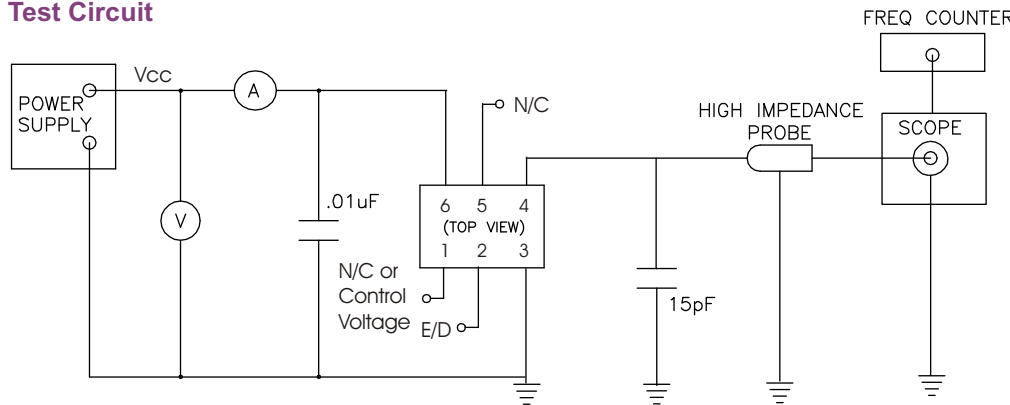 Test Circuit
FREQ COUNTER
POWER
SUPPLY
Vcc
A
N/C
HIGH IMPEDANCE
PROBE
SCOPE
V
.01uF
6 5 4
(TOP VIEW)
1 2 3
N/C or
Control
Voltage
E/D
15pF